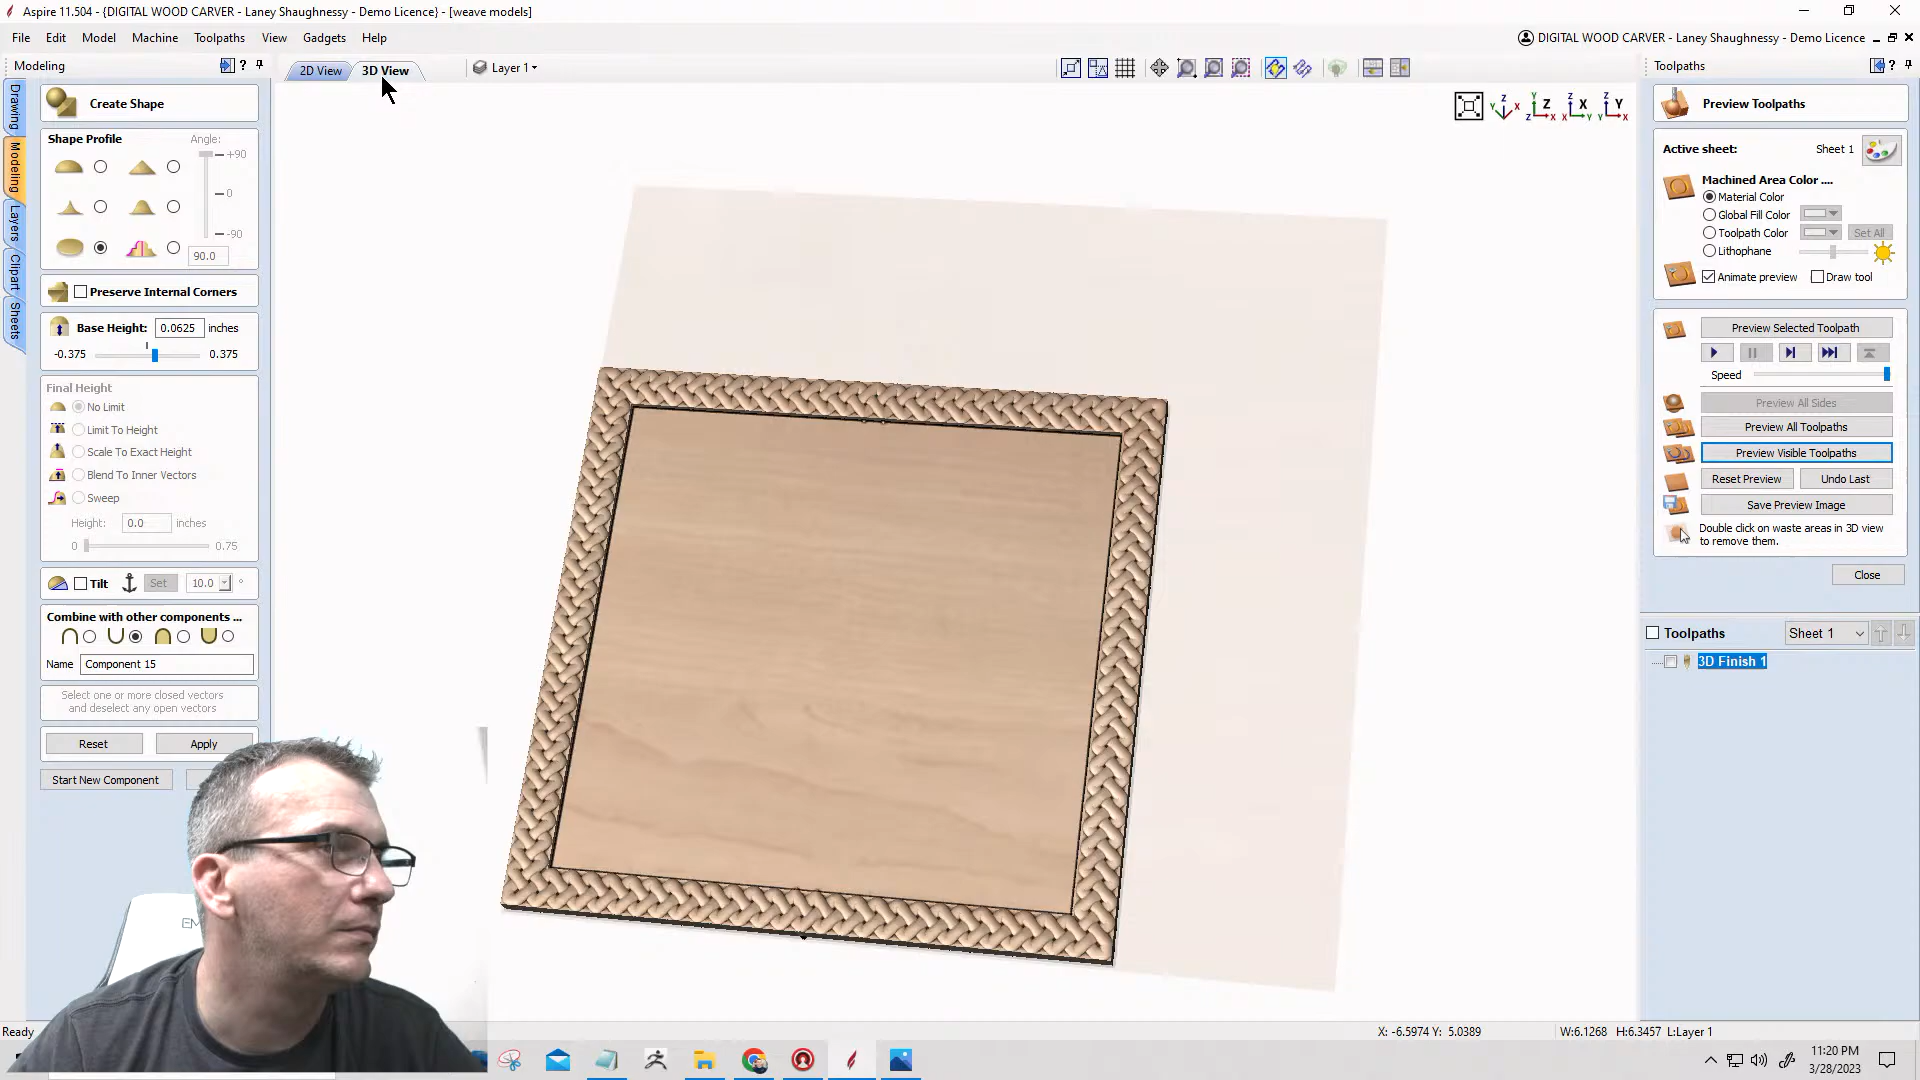 Aspire 11.504 - {DIGITAL WOOD CARVER - Laney Shaughnessy - Demo Licence} - [weave models]
File Edit Model Machine Toolpaths View Gadgets Help
DIGITAL WOOD CARVER - Laney Shaughnessy - Demo Licence
Modeling
2D View 3D View
Layer 1
Toolpaths
Drawing
Modeling
Layers
Clipart
Sheets
Create Shape
Shape Profile
Angle:
+90
0
-90
90.0
Preserve Internal Corners
Base Height: 0.0625 inches
-0.375 0.375
Final Height
No Limit
Limit To Height
Scale To Exact Height
Blend To Inner Vectors
Sweep
Height: 0.0 inches
0 0.75
Tilt Set 10.0 °
Combine with other components ...
Name Component 15
Select one or more closed vectors
and deselect any open vectors
Reset Apply
Start New Component
EM
Ready
Z X Y
Y Z X Z
Z X X Y
Z Y Y X
Preview Toolpaths
Active sheet: Sheet 1
Machined Area Color ....
Material Color
Global Fill Color
Toolpath Color Set All
Lithophane
Animate preview Draw tool
Preview Selected Toolpath
Speed
Preview All Sides
Preview All Toolpaths
Preview Visible Toolpaths
Reset Preview Undo Last
Save Preview Image
Double click on waste areas in 3D view
to remove them.
Close
Toolpaths Sheet 1
3D Finish 1
X: -6.5974 Y: 5.0389 W:6.1268 H:6.3457 L:Layer 1
11:20 PM
3/28/2023